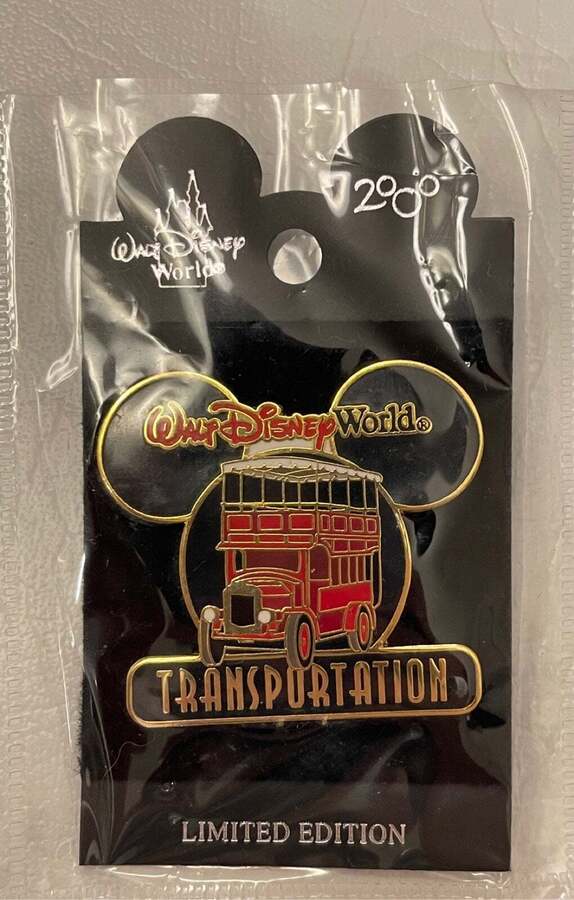 Walt Disney
World®
2000
Walt Disney World®
TRANSPORTATION
LIMITED EDITION